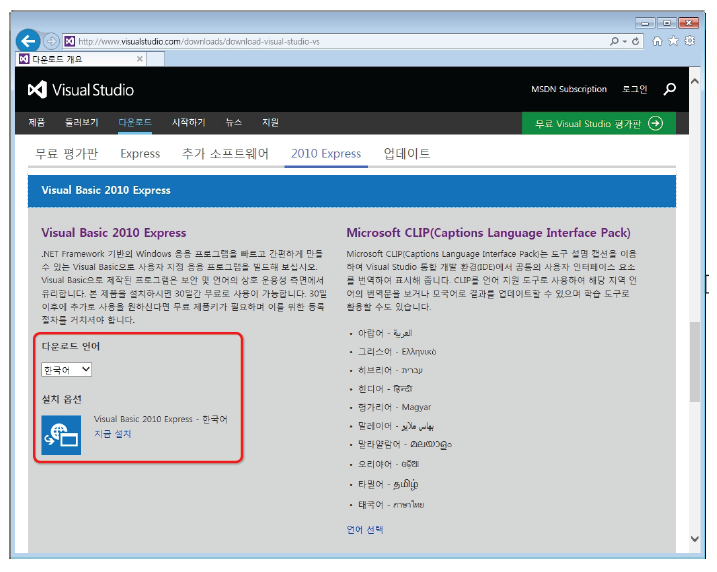 http://www.visualstudio.com/downloads/download-visual-studio-vs
다운로드 개요
Visual Studio
MSDN Subscription
로그인
제품
둘러보기
다운로드
시작하기
뉴스
지원
무료 Visual Studio 평가판
무료 평가판
Express
추가 소프트웨어
2010 Express
업데이트
Visual Basic 2010 Express
Visual Basic 2010 Express
.NET Framework 기반의 Windows 응용 프로그램을 빠르고 간편하게 만들
수 있는 Visual Basic으로 사용자 지정 응용 프로그램을 빌드해 보십시오.
Visual Basic으로 제작된 프로그램은 보안 및 언어의 상호 운용성 측면에서
유리합니다. 본 제품을 설치하시면 30일간 무료로 사용이 가능합니다. 30일
이후에 추가로 사용을 원하신다면 무료 제품키가 필요하며 이를 위한 등록
절차를 거치셔야 합니다.
다운로드 언어
한국어
설치 옵션
Visual Basic 2010 Express - 한국어
지금 설치
Microsoft CLIP(Captions Language Interface Pack)
Microsoft CLIP(Captions Language Interface Pack)는 도구 설명 캡션을 이용
하여 Visual Studio 통합 개발 환경(IDE)에서 공통의 사용자 인터페이스 요소
를 번역하여 표시해 줍니다. CLIP를 언어 지원 도구로 사용하여 해당 지역 언
어의 번역문을 보거나 모국어로 결과를 업데이트할 수 있으며 학습 도구로
활용할 수도 있습니다.
• 아랍어 - العربية
• 그리스어 - Ελληνικά
• 히브리어 - עברית
• 힌디어 - हिन्दी
• 헝가리어 - Magyar
• 말레이어 - بهاس ملايو
• 말라얄람어 - മലയാളം
• 오리야어 - ଓଡ଼ିଆ
• 타밀어 - தமிழ்
• 태국어 - ภาษาไทย
언어 선택